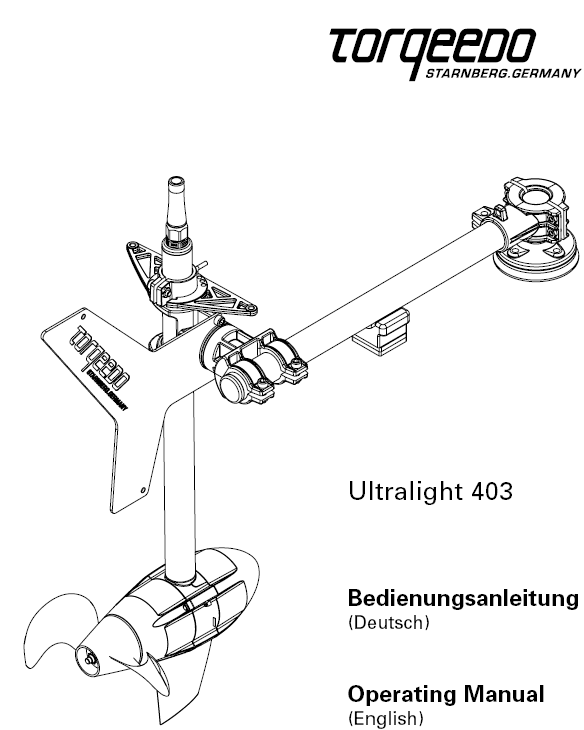 TORQEEDO
STARNBERG.GERMANY
TORQEEDO
STARNBERG.GERMANY
Ultralight 403
Bedienungsanleitung
(Deutsch)
Operating Manual
(English)